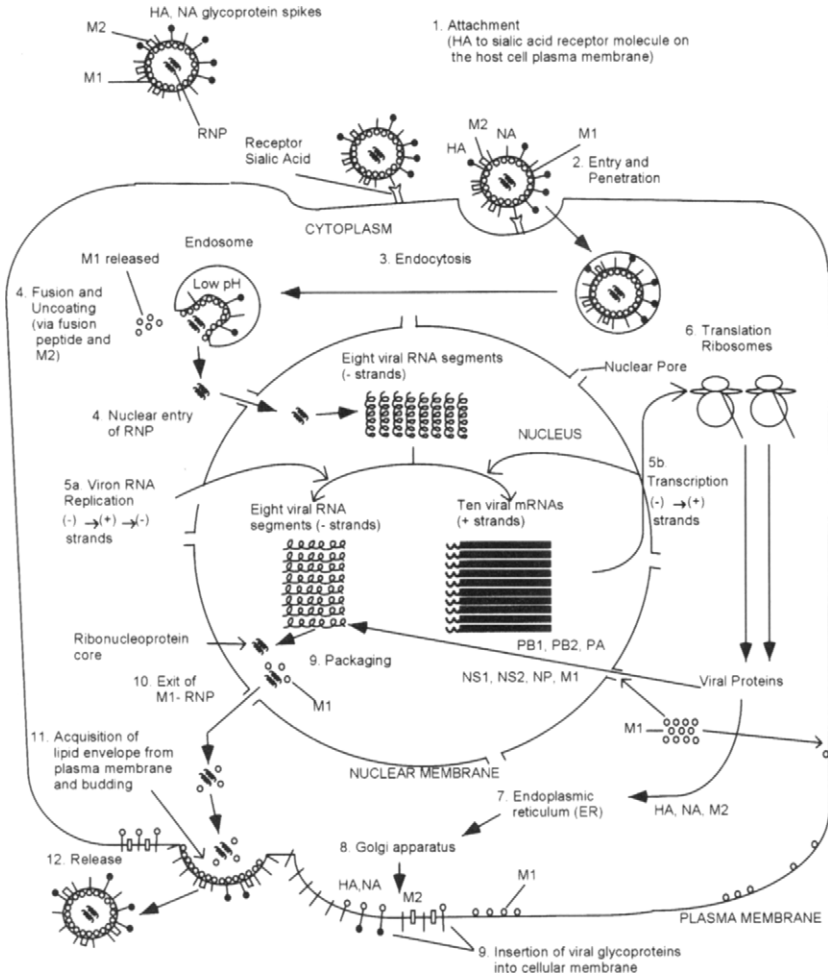 HA, NA glycoprotein spikes
M2
M1
RNP
1. Attachment
(HA to sialic acid receptor molecule on
the host cell plasma membrane)
Receptor
Sialic Acid
M2
NA
HA
M1
2. Entry and
Penetration
CYTOPLASM
Endosome
M1 released
Low pH
3. Endocytosis
4. Fusion and
Uncoating
(via fusion
peptide and
M2)
6. Translation
Ribosomes
Eight viral RNA segments
(- strands)
Nuclear Pore
4. Nuclear entry
of RNP
NUCLEUS
5a. Viron RNA
Replication
(-) → (+) → (-)
strands
5b.
Transcription
(-) → (+)
strands
Eight viral RNA
segments (- strands)
Ten viral mRNAs
(+ strands)
Ribonucleoprotein
core
9. Packaging
PB1, PB2, PA
NS1, NS2, NP, M1
Viral Proteins
10. Exit of
M1- RNP
M1
M1
11. Acquisition of
lipid envelope from
plasma membrane
and budding
NUCLEAR MEMBRANE
7. Endoplasmic
reticulum (ER)
HA, NA, M2
8. Golgi apparatus
12. Release
HA,NA
M2
M1
PLASMA MEMBRANE
9. Insertion of viral glycoproteins
into cellular membrane